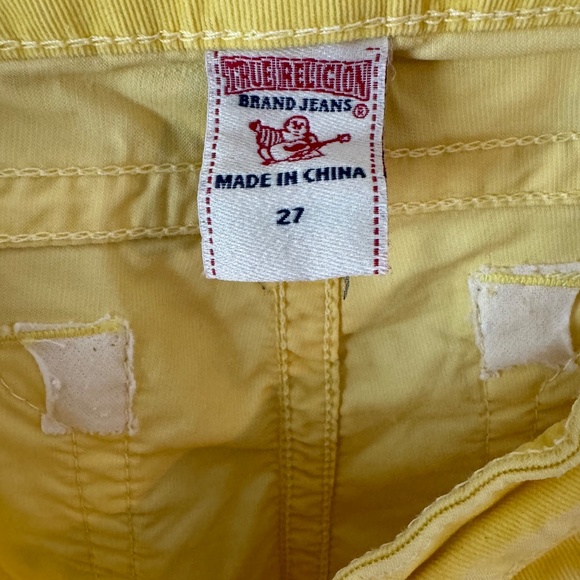 TRUE RELIGION
BRAND JEANS®
MADE IN CHINA
27